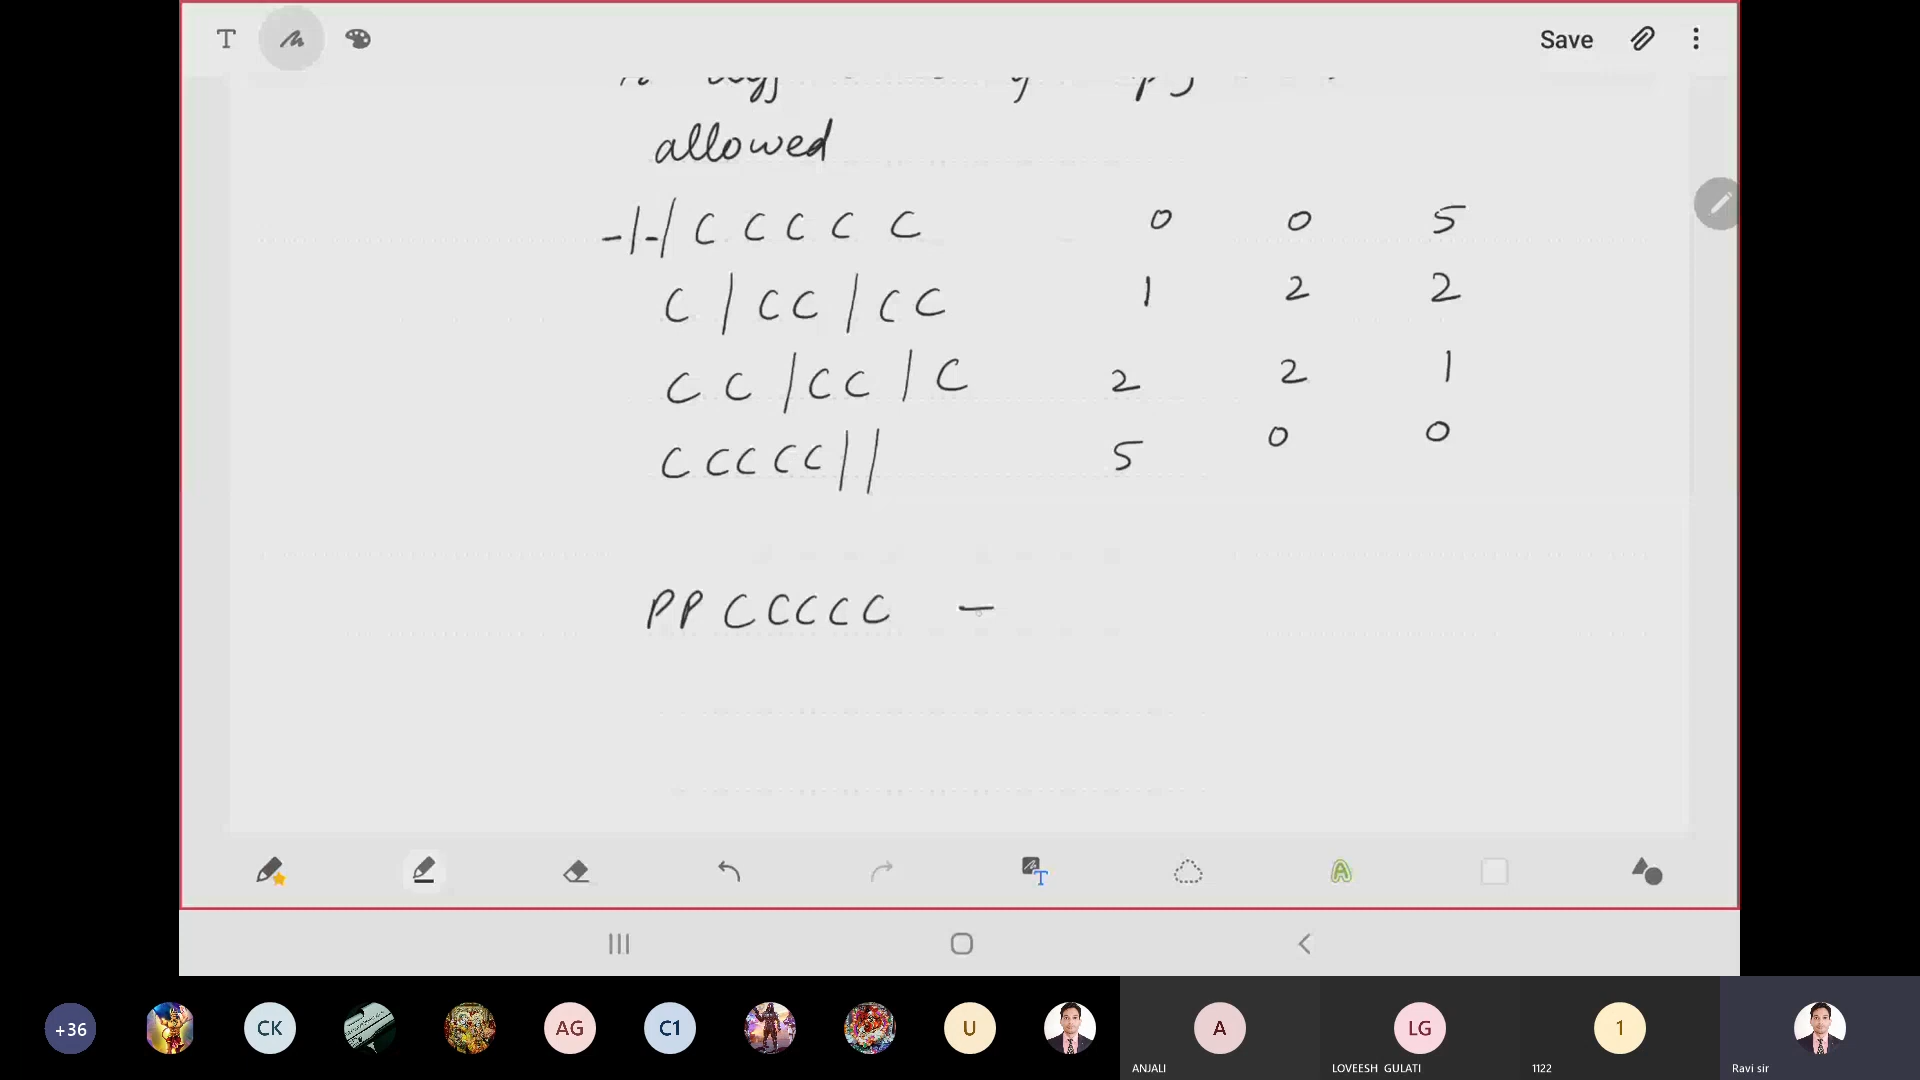 Save
allowed
-|-| C C C C C 0 0 5
C | C C | C C 1 2 2
C C | C C | C 2 2 1
C C C C C | | 5 0 0
P P C C C C C —
+36 CK AG C1 U A LG 1
ANJALI LOVEESH GULATI 1122 Ravi sir